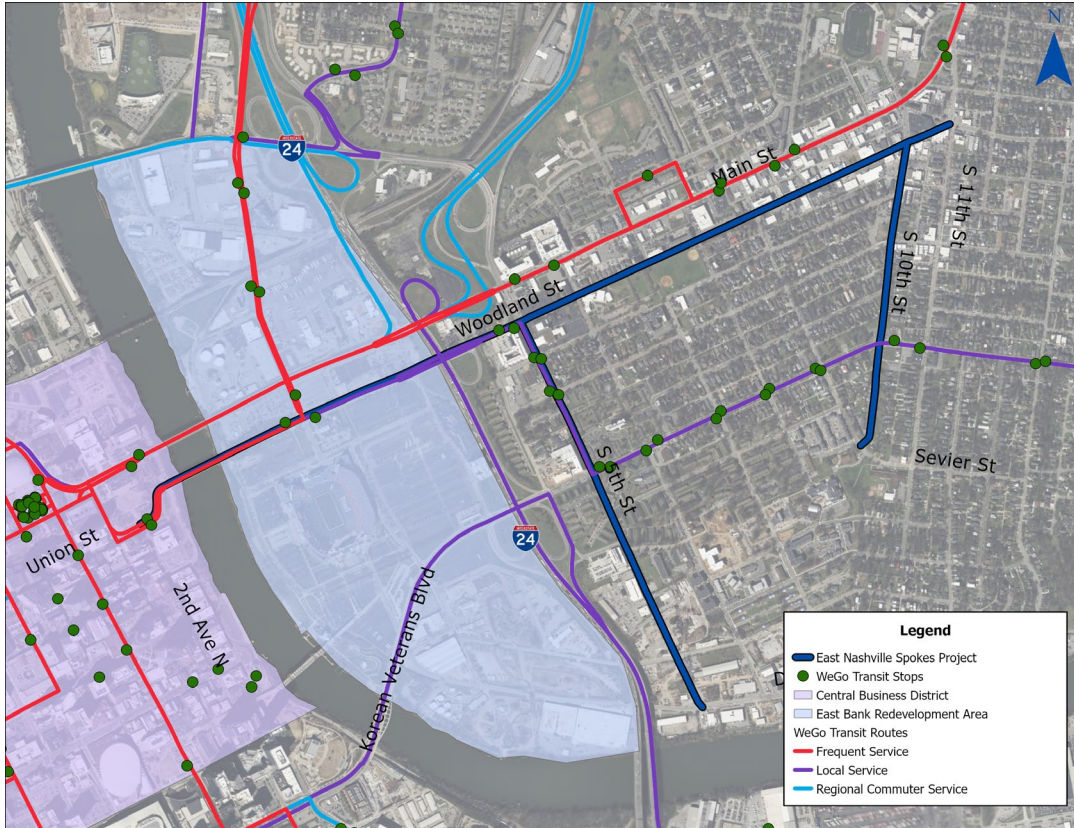 N
INTERSTATE
24
Main St
S 11th St
S 10th St
Woodland St
Sevier St
S 5th St
INTERSTATE
24
Union St
2nd Ave N
Korean Veterans Blvd
D
Legend
East Nashville Spokes Project
WeGo Transit Stops
Central Business District
East Bank Redevelopment Area
WeGo Transit Routes
Frequent Service
Local Service
Regional Commuter Service